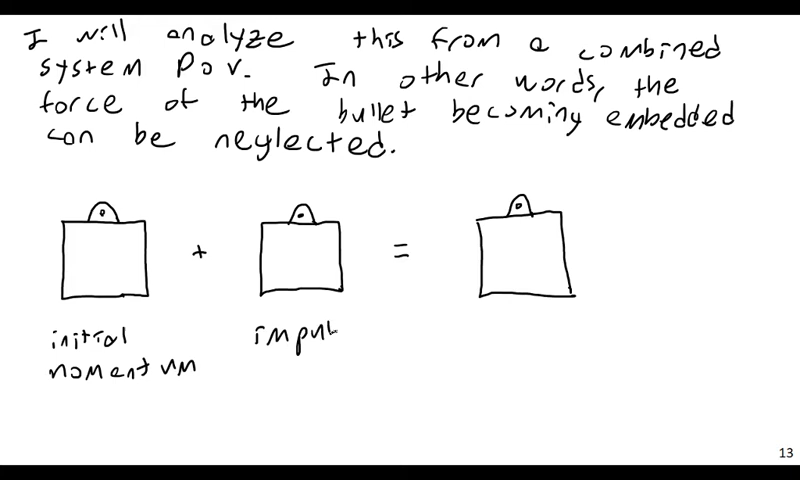 I will analyze this from a combined
system Pov. In other words, the
force of the bullet becoming embedded
can be neglected.
initial
impul
momentum
13